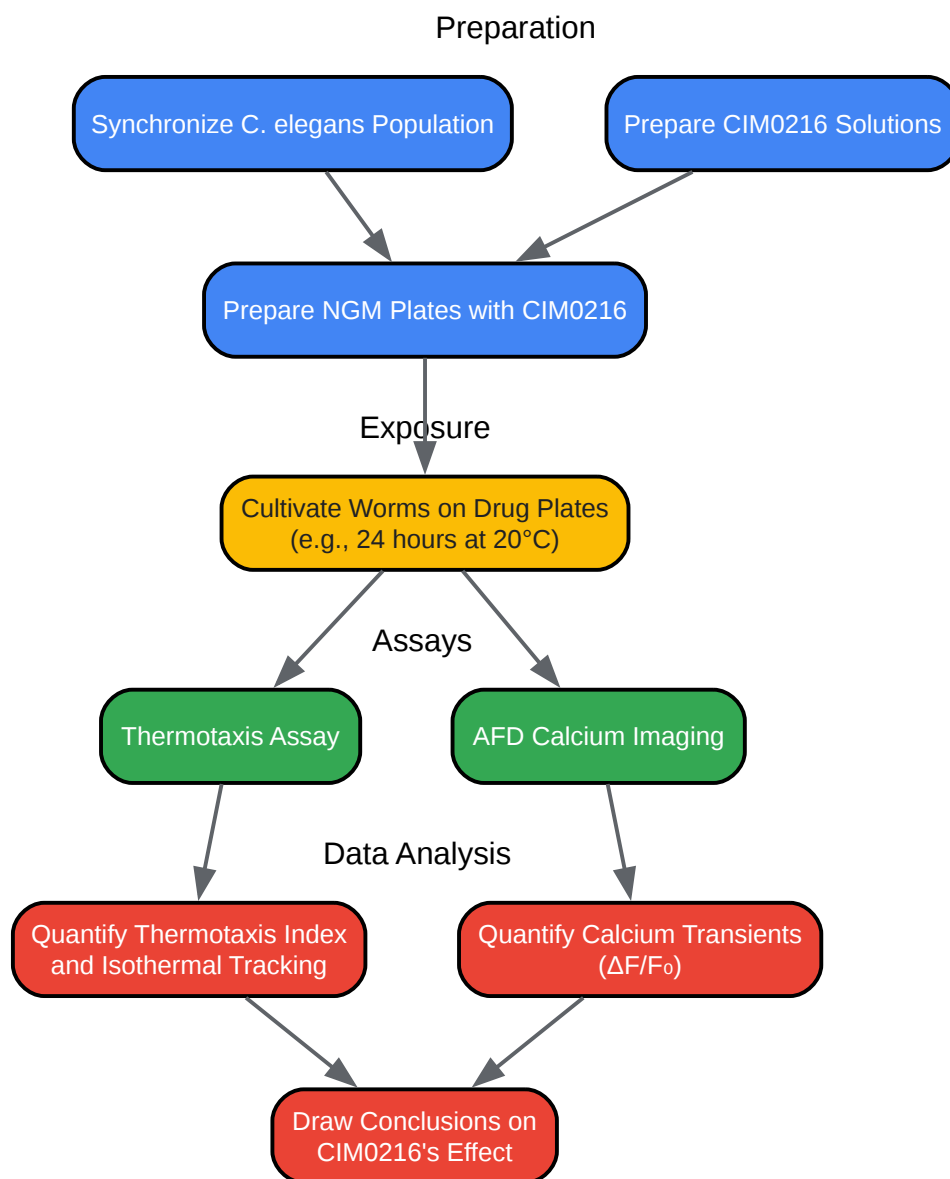 Preparation
Synchronize C. elegans Population
Prepare CIM0216 Solutions
Prepare NGM Plates with CIM0216
Exposure
Cultivate Worms on Drug Plates
(e.g., 24 hours at 20°C)
Assays
Thermotaxis Assay
AFD Calcium Imaging
Data Analysis
Quantify Thermotaxis Index
and Isothermal Tracking
Quantify Calcium Transients
(ΔF/F₀)
Draw Conclusions on
CIM0216's Effect